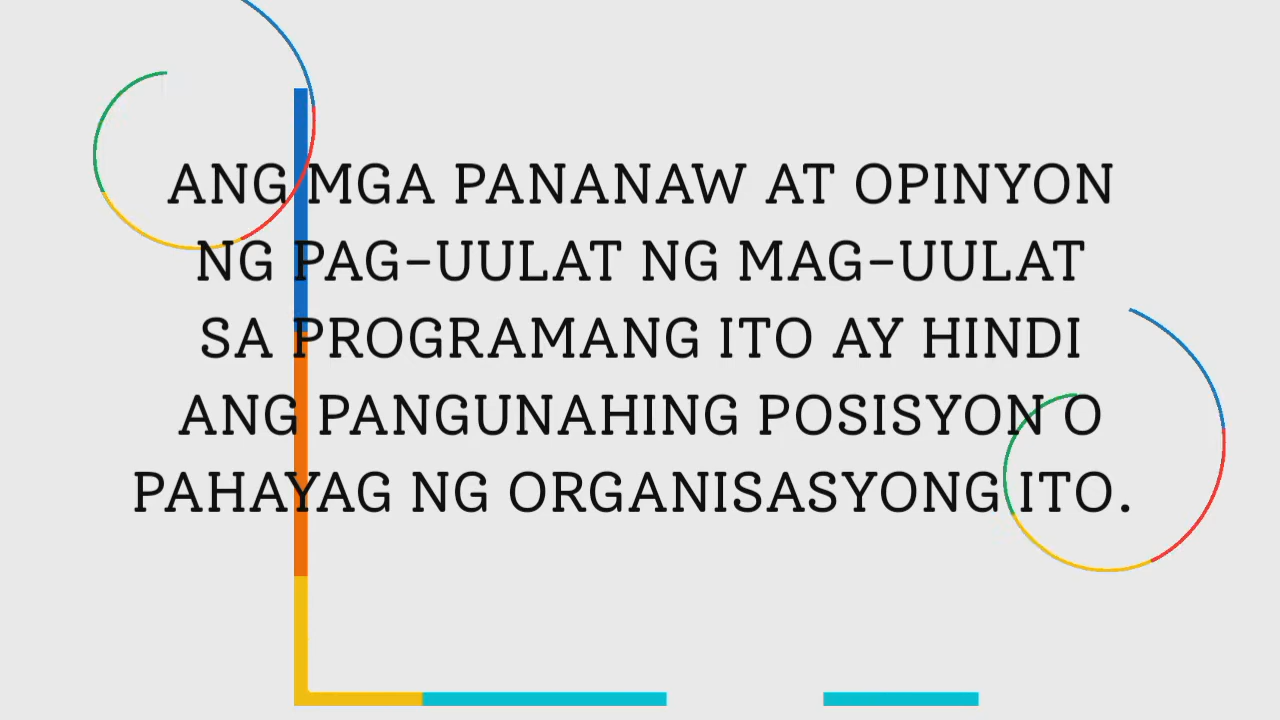 ANG MGA PANANAW AT OPINYON
NG PAG-UULAT NG MAG-UULAT
SA PROGRAMANG ITO AY HINDI
ANG PANGUNAHING POSISYON O
PAHAYAG NG ORGANISASYONG ITO.